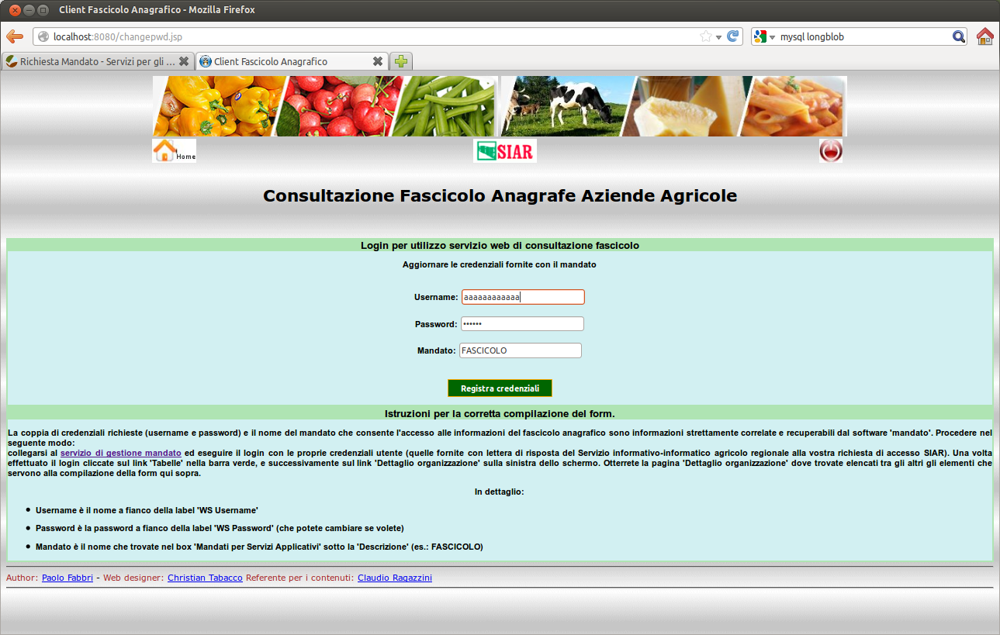 Client Fascicolo Anagrafico - Mozilla Firefox
localhost:8080/changepwd.jsp
mysql longblob
Richiesta Mandato - Servizi per gli ...
Client Fascicolo Anagrafico
Home
SIAR
Consultazione Fascicolo Anagrafe Aziende Agricole
Login per utilizzo servizio web di consultazione fascicolo
Aggiornare le credenziali fornite con il mandato
Username: aaaaaaaaaaaa
Password: ••••••
Mandato: FASCICOLO
Registra credenziali
Istruzioni per la corretta compilazione del form.
La coppia di credenziali richieste (username e password) e il nome del mandato che consente l'accesso alle informazioni del fascicolo anagrafico sono informazioni strettamente correlate e recuperabili dal software 'mandato'. Procedere nel
seguente modo:
collegarsi al servizio di gestione mandato ed eseguire il login con le proprie credenziali utente (quelle fornite con lettera di risposta del Servizio informativo-informatico agricolo regionale alla vostra richiesta di accesso SIAR). Una volta
effettuato il login cliccate sul link 'Tabelle' nella barra verde, e successivamente sul link 'Dettaglio organizzazione' sulla sinistra dello schermo. Otterrete la pagina 'Dettaglio organizzazione' dove trovate elencati tra gli altri gli elementi che
servono alla compilazione della form qui sopra.
In dettaglio:
• Username è il nome a fianco della label 'WS Username'
• Password è la password a fianco della label 'WS Password' (che potete cambiare se volete)
• Mandato è il nome che trovate nel box 'Mandati per Servizi Applicativi' sotto la 'Descrizione' (es.: FASCICOLO)
Author: Paolo Fabbri - Web designer: Christian Tabacco Referente per i contenuti: Claudio Ragazzini